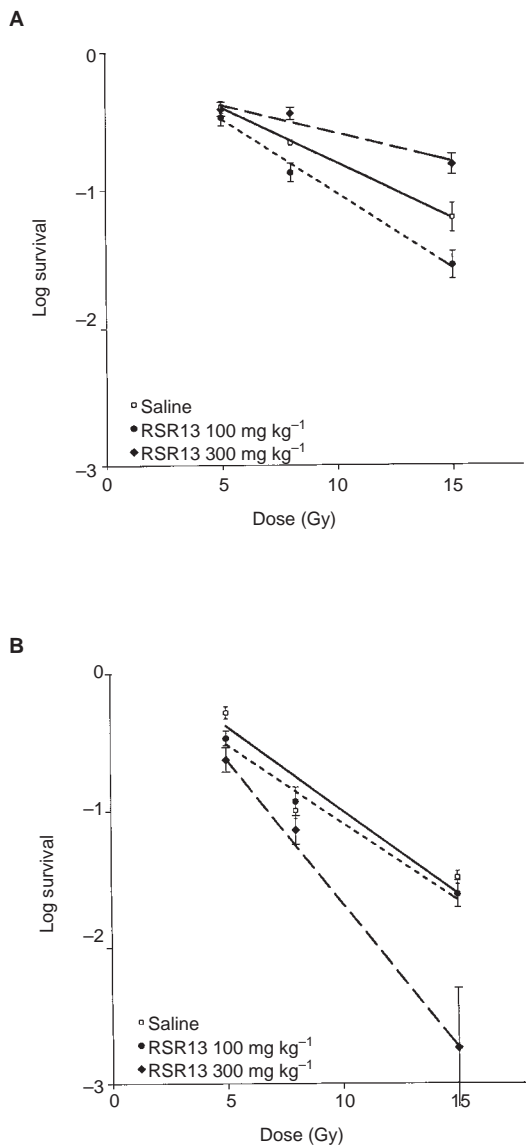 A
0
–1
–2
–3
Log survival
Saline
RSR13 100 mg kg–1
RSR13 300 mg kg–1
0 5 10 15
Dose (Gy)
B
0
–1
–2
–3
Log survival
Saline
RSR13 100 mg kg–1
RSR13 300 mg kg–1
0 5 10 15
Dose (Gy)